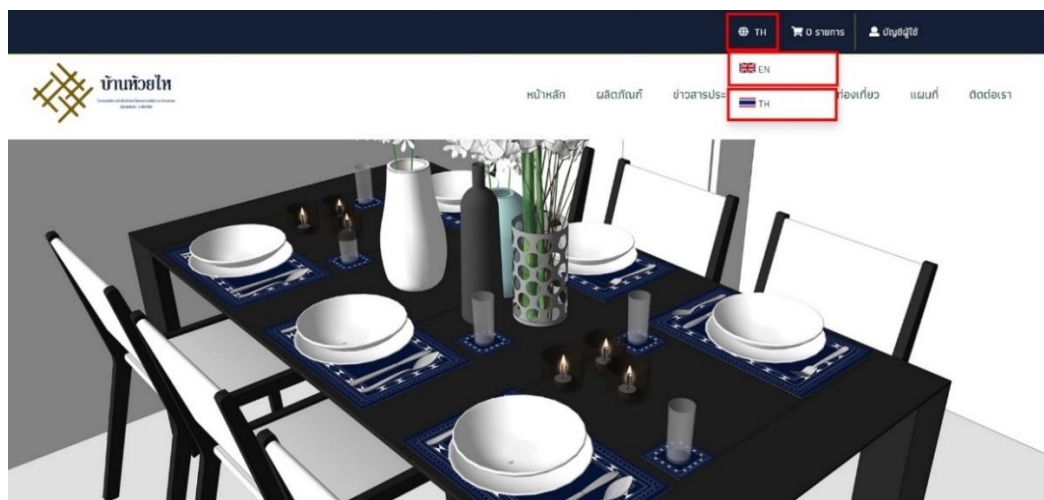 TH
0 รายการ
บัญชีผู้ใช้
EN
TH
บ้านห้วยไห
หน้าหลัก
ผลิตภัณฑ์
ข่าวสารประ
ท่องเที่ยว
แผนที่
ติดต่อเรา